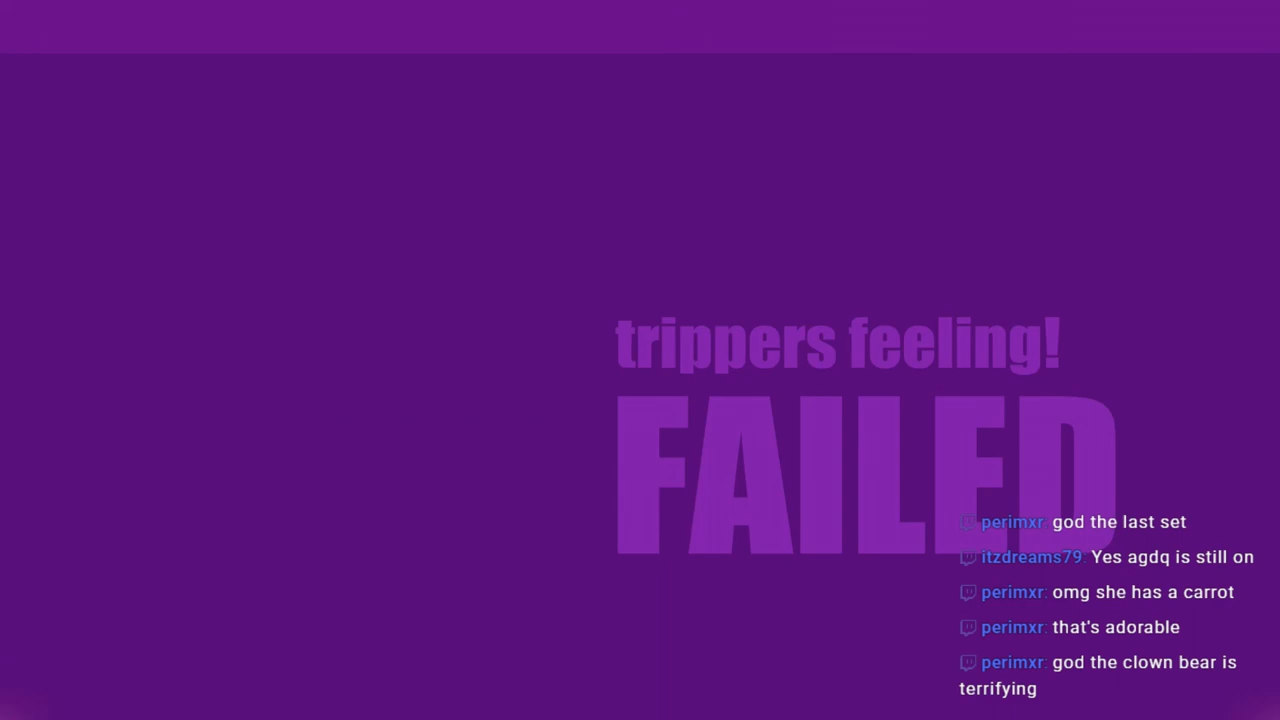 trippers feeling!
FAILED
perimxr: god the last set
itzdreams79: Yes agdq is still on
perimxr: omg she has a carrot
perimxr: that's adorable
perimxr: god the clown bear is
terrifying